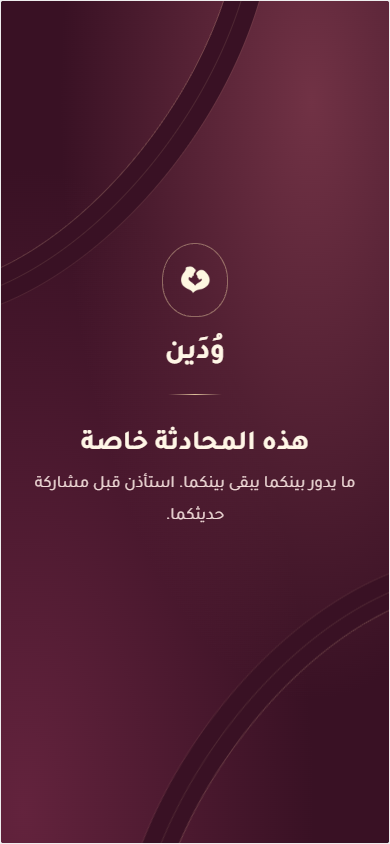 وُدَين
هذه المحادثة خاصة
ما يدور بينكما يبقى بينكما. استأذن قبل مشاركة
حديثكما.